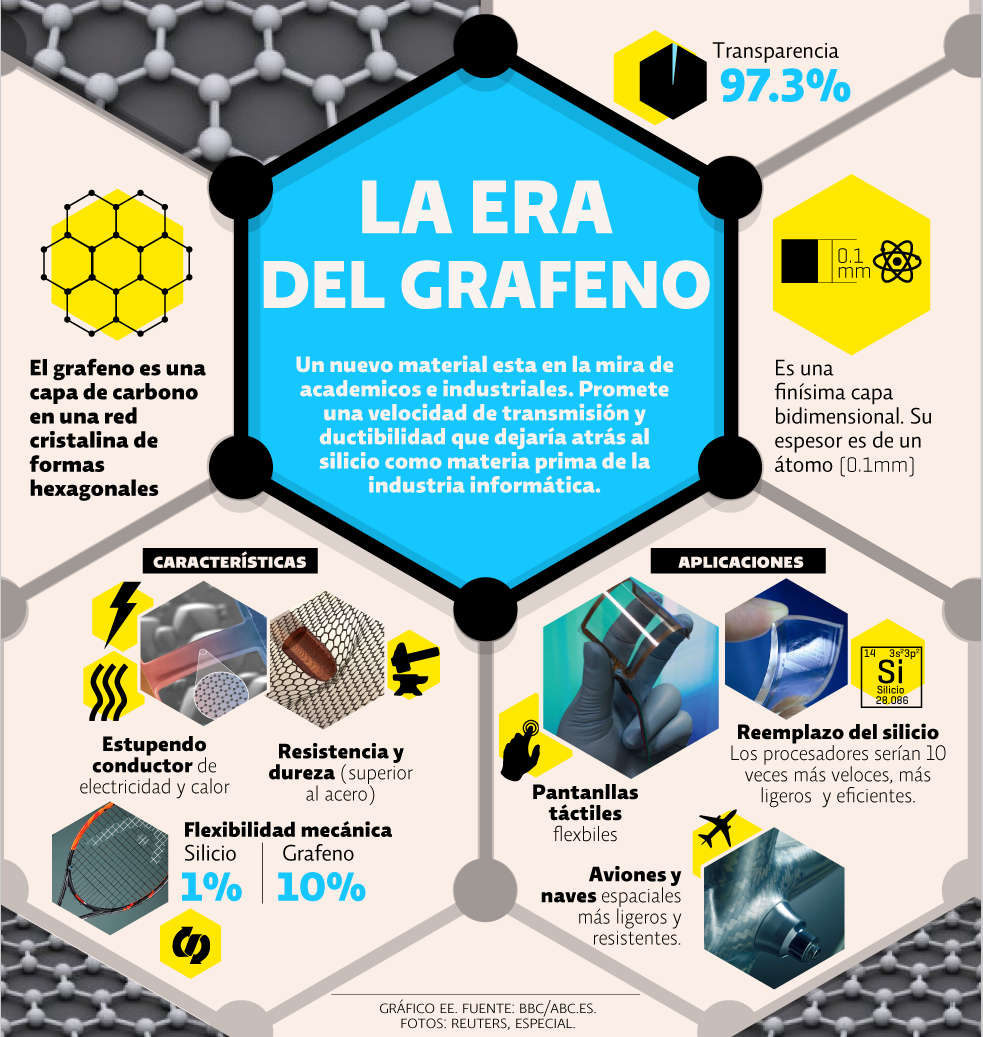 Transparencia
97.3%
LA ERA
DEL GRAFENO
Un nuevo material esta en la mira de
academicos e industriales. Promete
una velocidad de transmisión y
ductibilidad que dejaría atrás al
silicio como materia prima de la
industria informática.
El grafeno es una
capa de carbono
en una red
cristalina de
formas
hexagonales
0.1
mm
Es una
finísima capa
bidimensional. Su
espesor es de un
átomo (0.1mm)
CARACTERÍSTICAS
Estupendo
conductor de
electricidad y calor
Resistencia y
dureza (superior
al acero)
Flexibilidad mecánica
Silicio
1%
Grafeno
10%
APLICACIONES
14 3s²3p²
Si
Silicio
28.086
Reemplazo del silicio
Los procesadores serían 10
veces más veloces, más
ligeros y eficientes.
Pantanllas
táctiles
flexbiles
Aviones y
naves espaciales
más ligeros y
resistentes.
GRÁFICO EE. FUENTE: BBC/ABC.ES.
FOTOS: REUTERS, ESPECIAL.